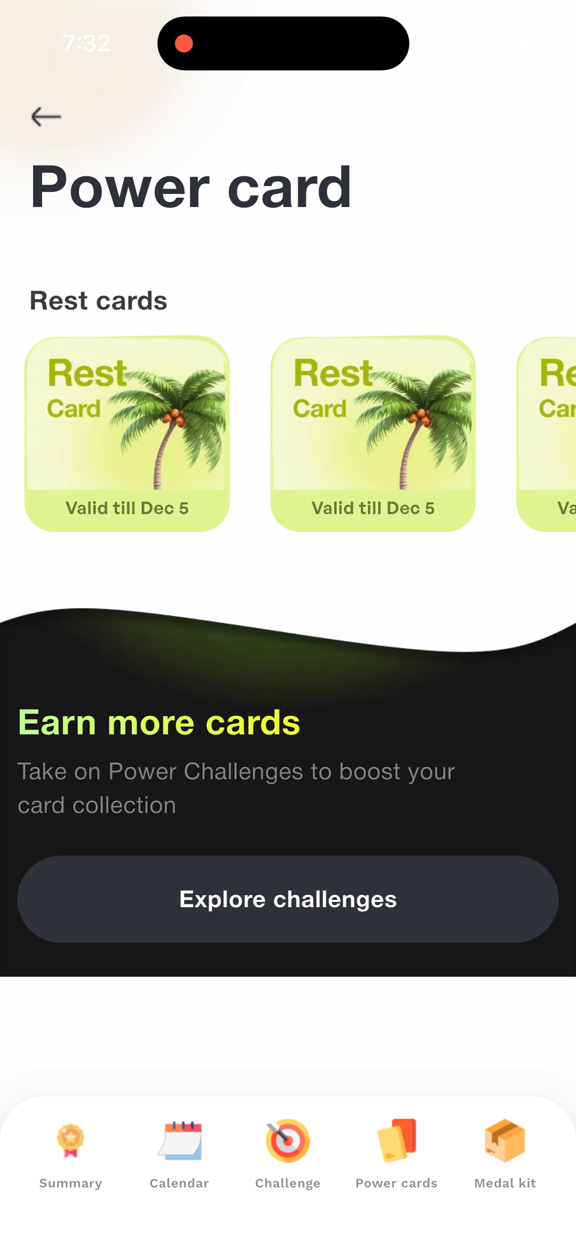 7:32
Power card
Rest cards
Rest
Card
Valid till Dec 5
Rest
Card
Valid till Dec 5
Earn more cards
Take on Power Challenges to boost your
card collection
Explore challenges
Summary
Calendar
Challenge
Power cards
Medal kit